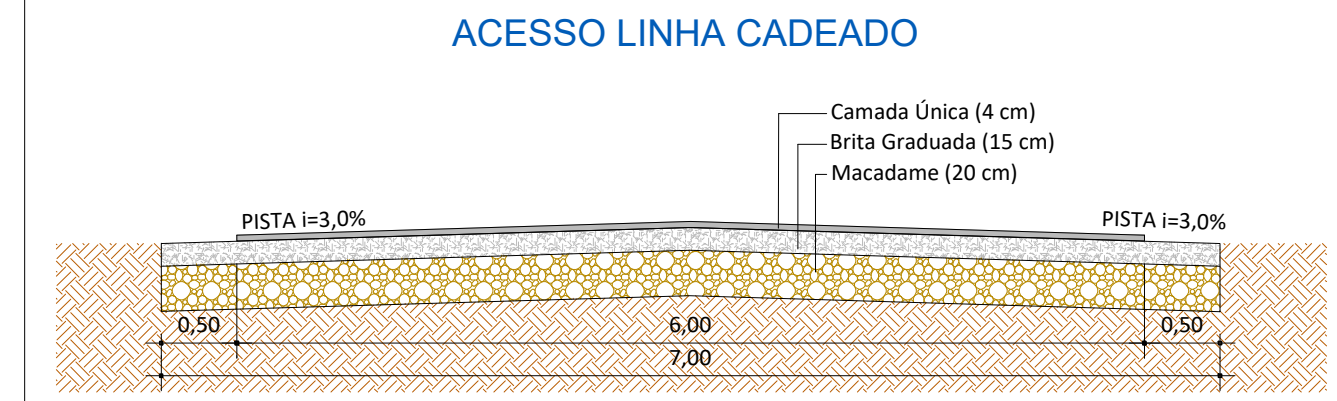 ACESSO LINHA CADEADO
Camada Única (4 cm)
Brita Graduada (15 cm)
Macadame (20 cm)
PISTA i=3,0%
PISTA i=3,0%
0,50
6,00
0,50
7,00